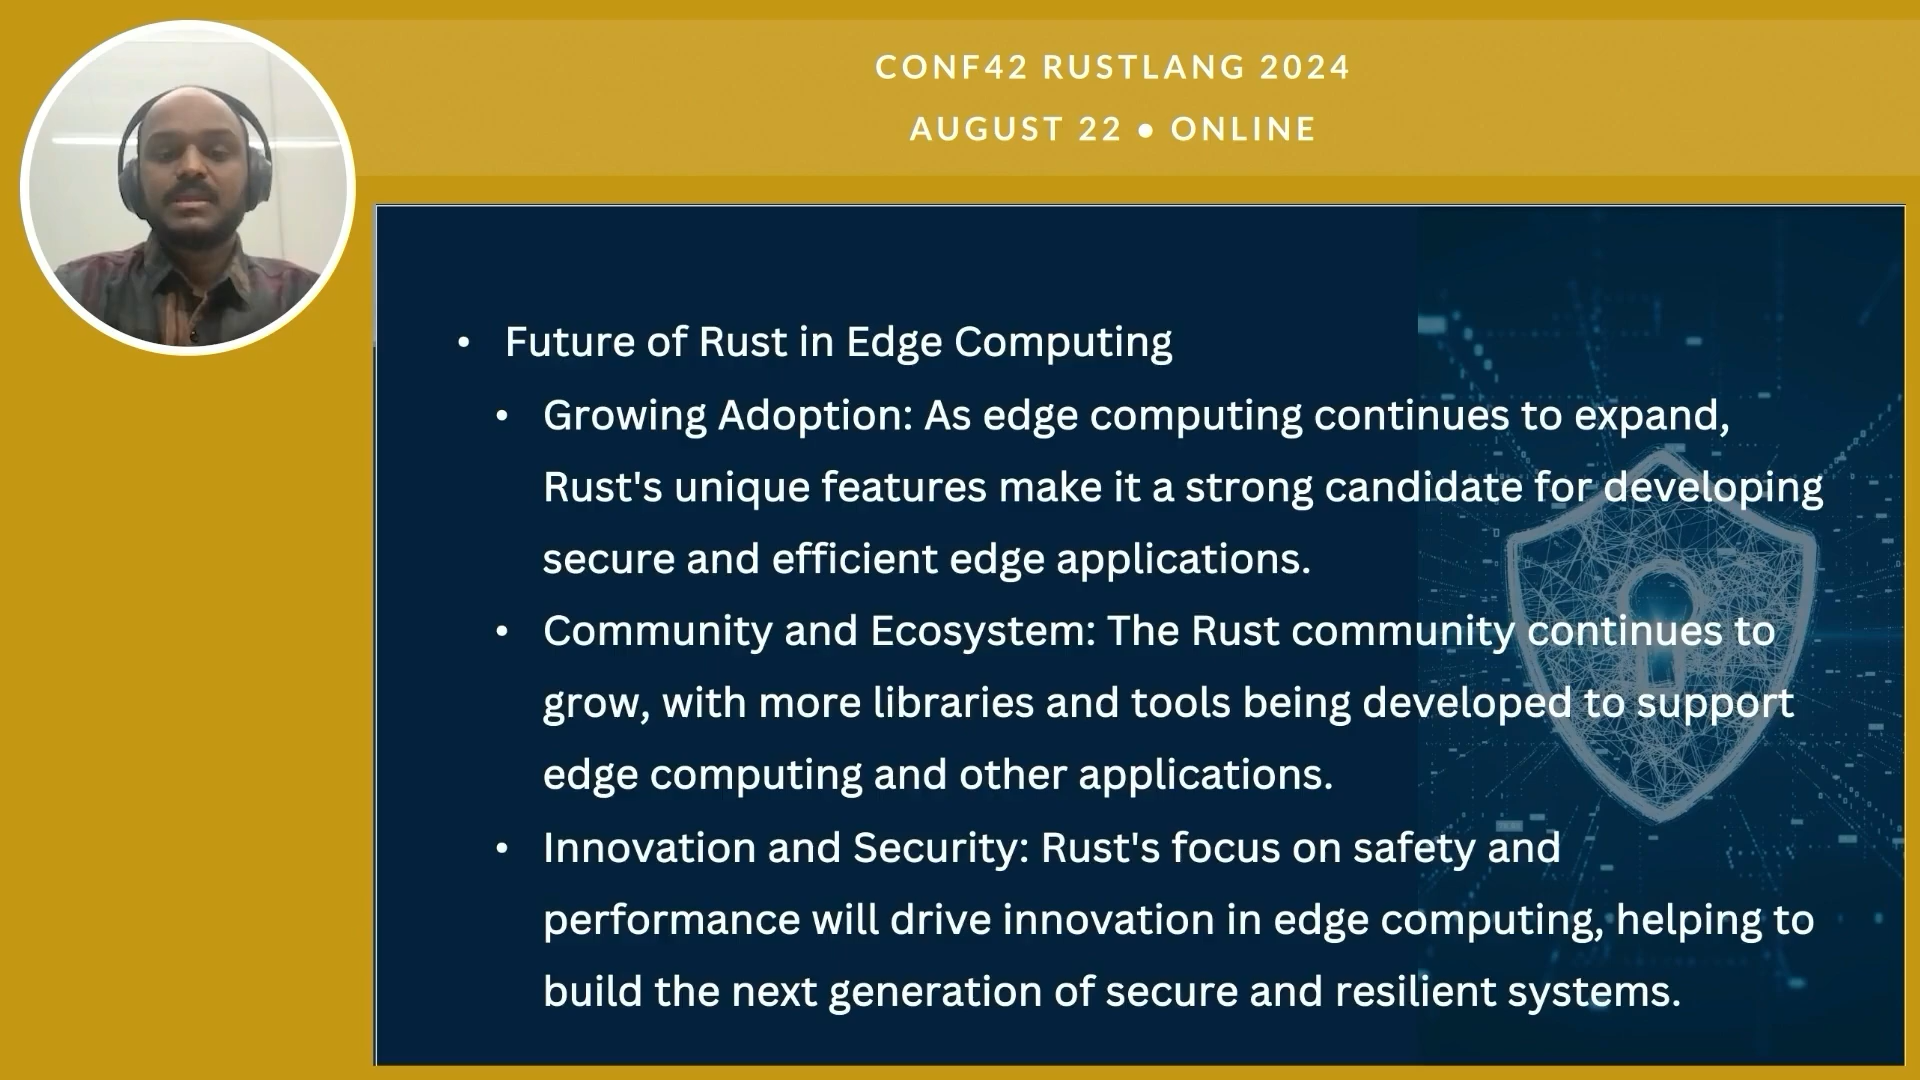 CONF42 RUSTLANG 2024
AUGUST 22 • ONLINE
• Future of Rust in Edge Computing
• Growing Adoption: As edge computing continues to expand,
Rust's unique features make it a strong candidate for developing
secure and efficient edge applications.
• Community and Ecosystem: The Rust community continues to
grow, with more libraries and tools being developed to support
edge computing and other applications.
• Innovation and Security: Rust's focus on safety and
performance will drive innovation in edge computing, helping to
build the next generation of secure and resilient systems.